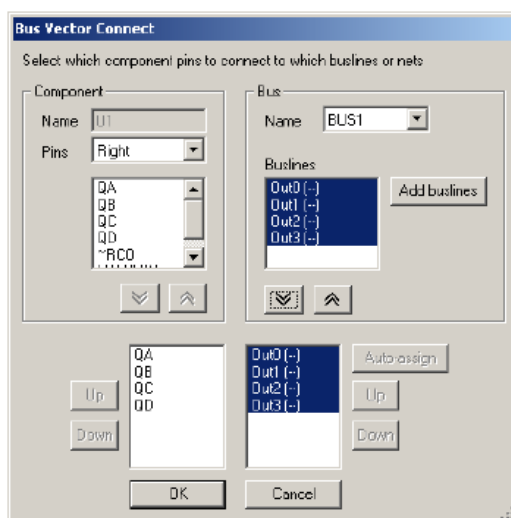 Bus Vector Connect
Select which component pins to connect to which buslines or nets
Component
Name U1
Pins Right
QA
QB
QC
QD
~RCO
Bus
Name BUS1
Buslines
Out0 (--)
Out1 (--)
Out2 (--)
Out3 (--)
Add buslines
QA
QB
QC
QD
Up
Down
Out0 (--)
Out1 (--)
Out2 (--)
Out3 (--)
Auto-assign
Up
Down
OK
Cancel